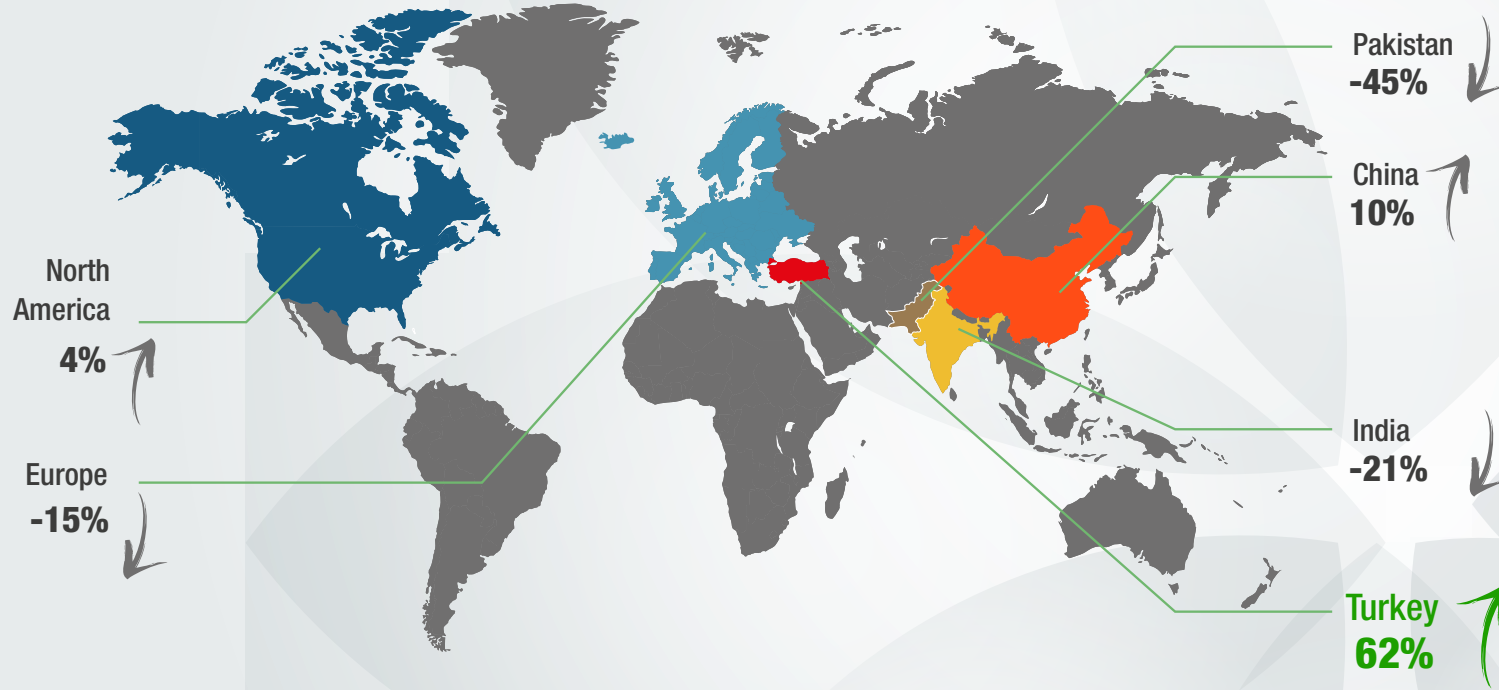 North
America
4%
Europe
-15%
Pakistan
-45%
China
10%
India
-21%
Turkey
62%